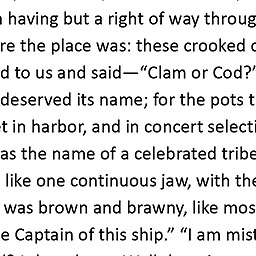 having but a right of way throug
re the place was: these crooked
d to us and said—“Clam or Cod?”
deserved its name; for the pots
t in harbor, and in concert selecti
as the name of a celebrated tribe
like one continuous jaw, with the
was brown and brawny, like mos
e Captain of this ship.” “I am mist